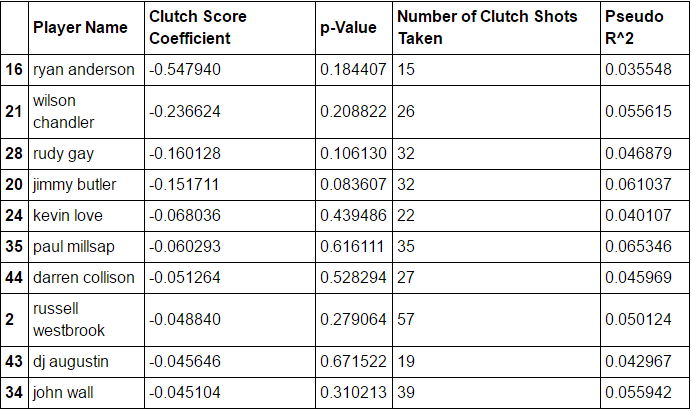 Player Name Clutch Score Coefficient p-Value Number of Clutch Shots Taken Pseudo R^2
16 ryan anderson -0.547940 0.184407 15 0.035548
21 wilson chandler -0.236624 0.208822 26 0.055615
28 rudy gay -0.160128 0.106130 32 0.046879
20 jimmy butler -0.151711 0.083607 32 0.061037
24 kevin love -0.068036 0.439486 22 0.040107
35 paul millsap -0.060293 0.616111 35 0.065346
44 darren collison -0.051264 0.528294 27 0.045969
2 russell westbrook -0.048840 0.279064 57 0.050124
43 dj augustin -0.045646 0.671522 19 0.042967
34 john wall -0.045104 0.310213 39 0.055942